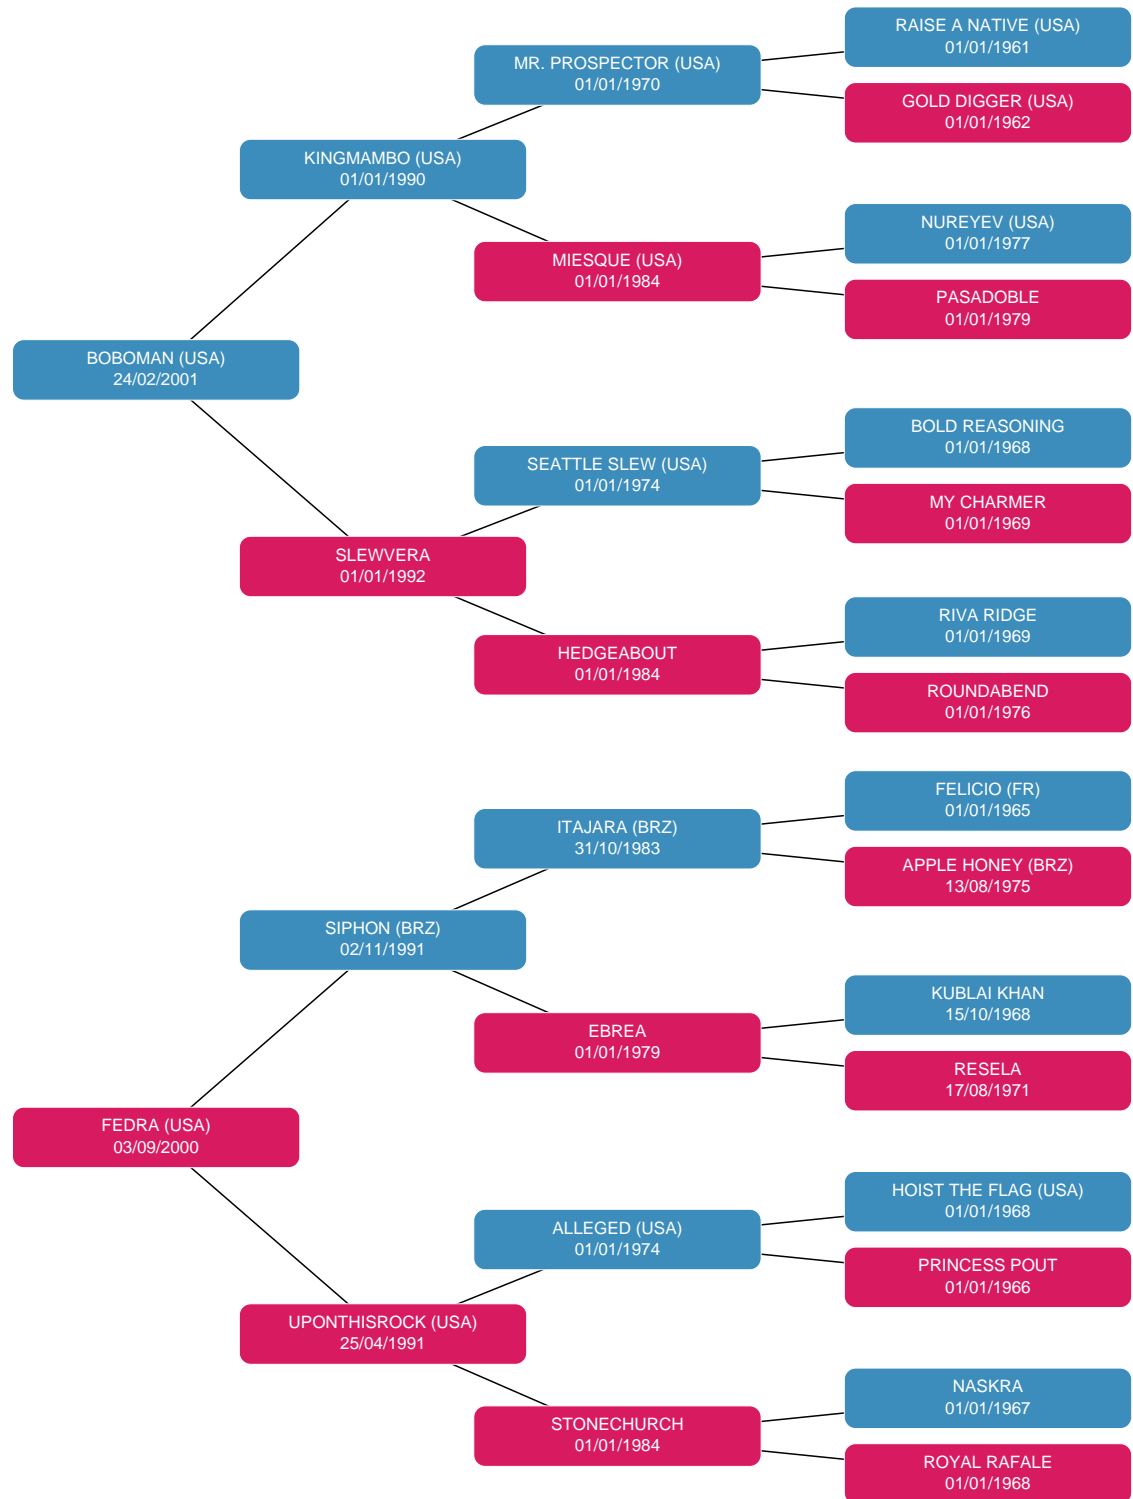 RAISE A NATIVE (USA)
01/01/1961
MR. PROSPECTOR (USA)
01/01/1970
GOLD DIGGER (USA)
01/01/1962
KINGMAMBO (USA)
01/01/1990
NUREYEV (USA)
01/01/1977
MIESQUE (USA)
01/01/1984
PASADOBLE
01/01/1979
BOBOMAN (USA)
24/02/2001
BOLD REASONING
01/01/1968
SEATTLE SLEW (USA)
01/01/1974
MY CHARMER
01/01/1969
SLEWVERA
01/01/1992
RIVA RIDGE
01/01/1969
HEDGEABOUT
01/01/1984
ROUNDABEND
01/01/1976
FELICIO (FR)
01/01/1965
ITAJARA (BRZ)
31/10/1983
APPLE HONEY (BRZ)
13/08/1975
SIPHON (BRZ)
02/11/1991
KUBLAI KHAN
15/10/1968
EBREA
01/01/1979
RESELA
17/08/1971
FEDRA (USA)
03/09/2000
HOIST THE FLAG (USA)
01/01/1968
ALLEGED (USA)
01/01/1974
PRINCESS POUT
01/01/1966
UPONTHISROCK (USA)
25/04/1991
NASKRA
01/01/1967
STONECHURCH
01/01/1984
ROYAL RAFALE
01/01/1968